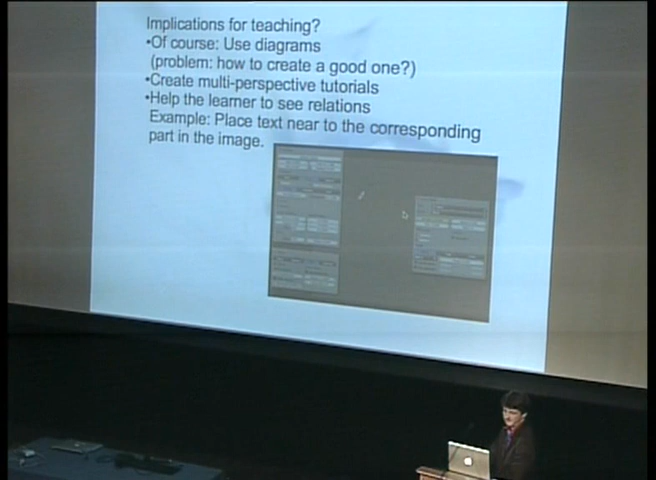 Implications for teaching?
•Of course: Use diagrams
(problem: how to create a good one?)
•Create multi-perspective tutorials
•Help the learner to see relations
Example: Place text near to the corresponding
part in the image.